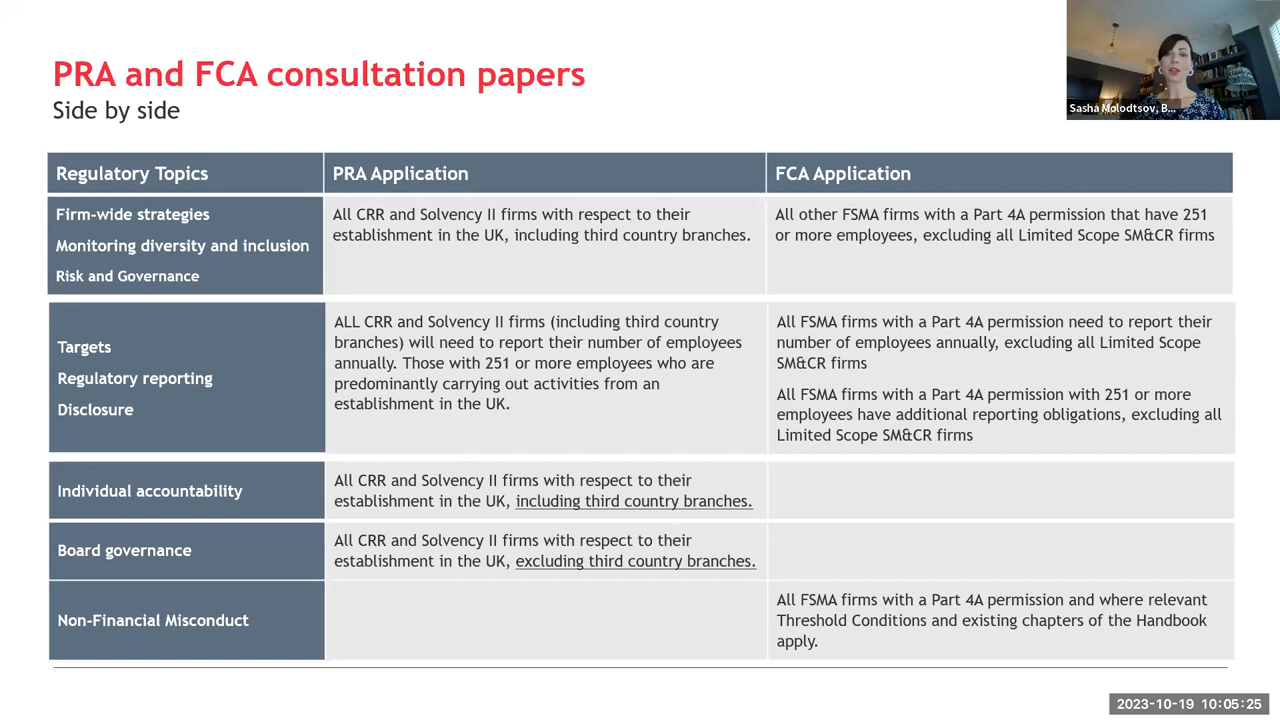 PRA and FCA consultation papers
Side by side
Sasha Molodtsov, B...
Regulatory Topics
PRA Application
FCA Application
Firm-wide strategies
Monitoring diversity and inclusion
Risk and Governance
All CRR and Solvency II firms with respect to their
establishment in the UK, including third country branches.
All other FSMA firms with a Part 4A permission that have 251
or more employees, excluding all Limited Scope SM&CR firms
Targets
Regulatory reporting
Disclosure
ALL CRR and Solvency II firms (including third country
branches) will need to report their number of employees
annually. Those with 251 or more employees who are
predominantly carrying out activities from an
establishment in the UK.
All FSMA firms with a Part 4A permission need to report their
number of employees annually, excluding all Limited Scope
SM&CR firms
All FSMA firms with a Part 4A permission with 251 or more
employees have additional reporting obligations, excluding all
Limited Scope SM&CR firms
Individual accountability
All CRR and Solvency II firms with respect to their
establishment in the UK, including third country branches.
Board governance
All CRR and Solvency II firms with respect to their
establishment in the UK, excluding third country branches.
Non-Financial Misconduct
All FSMA firms with a Part 4A permission and where relevant
Threshold Conditions and existing chapters of the Handbook
apply.
2023-10-19 10:05:25